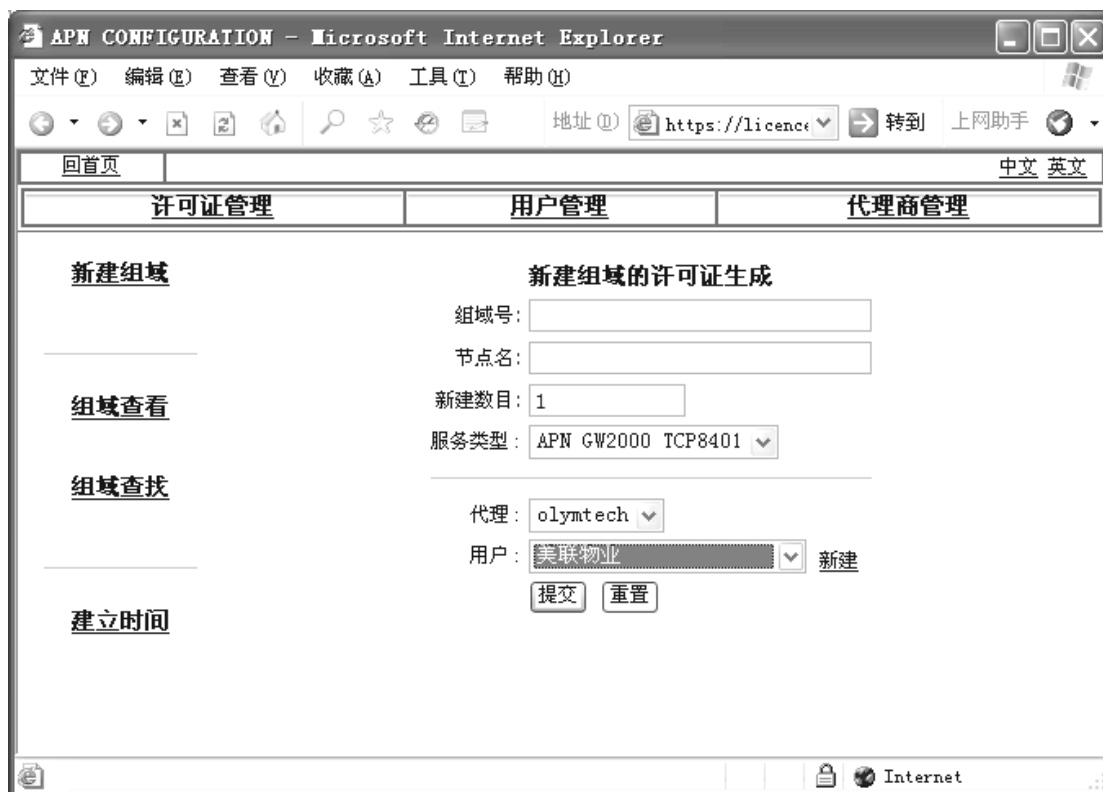 APN CONFIGURATION - Microsoft Internet Explorer
文件(F) 编辑(E) 查看(V) 收藏(A) 工具(T) 帮助(H)
地址(D) https://licence 转到 上网助手
回首页 中文 英文
许可证管理 用户管理 代理商管理
新建组域
新建组域的许可证生成
组域号:
节点名:
组域查看
新建数目: 1
服务类型: APN GW2000 TCP8401
组域查找
代理: olymtech
用户: 美联物业 新建
提交 重置
建立时间
Internet